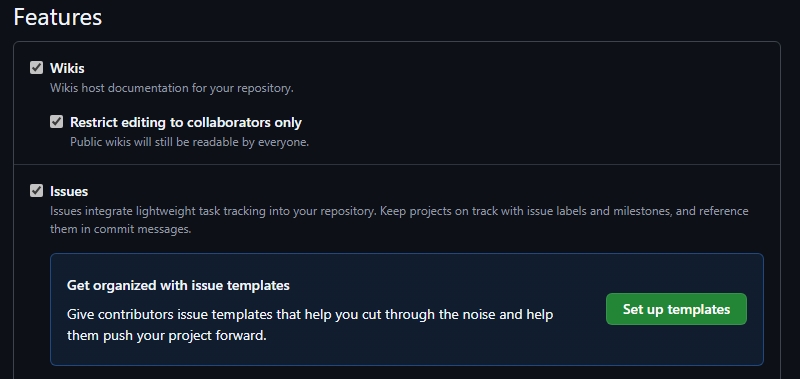 Features
Wikis
Wikis host documentation for your repository.
Restrict editing to collaborators only
Public wikis will still be readable by everyone.
Issues
Issues integrate lightweight task tracking into your repository. Keep projects on track with issue labels and milestones, and reference
them in commit messages.
Get organized with issue templates
Give contributors issue templates that help you cut through the noise and help
them push your project forward.
Set up templates